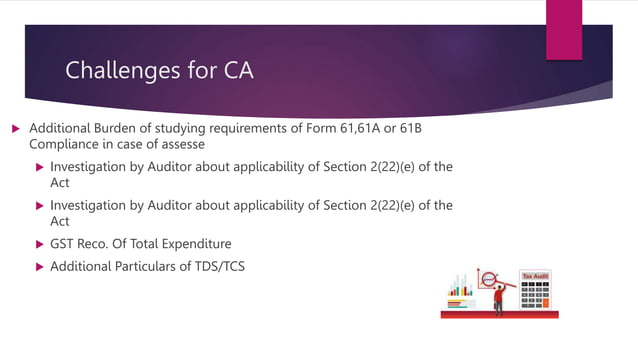 Challenges for CA
Additional Burden of studying requirements of Form 61,61A or 61B
Compliance in case of assesse
Investigation by Auditor about applicability of Section 2(22)(e) of the
Act
Investigation by Auditor about applicability of Section 2(22)(e) of the
Act
GST Reco. Of Total Expenditure
Additional Particulars of TDS/TCS
Tax Audit